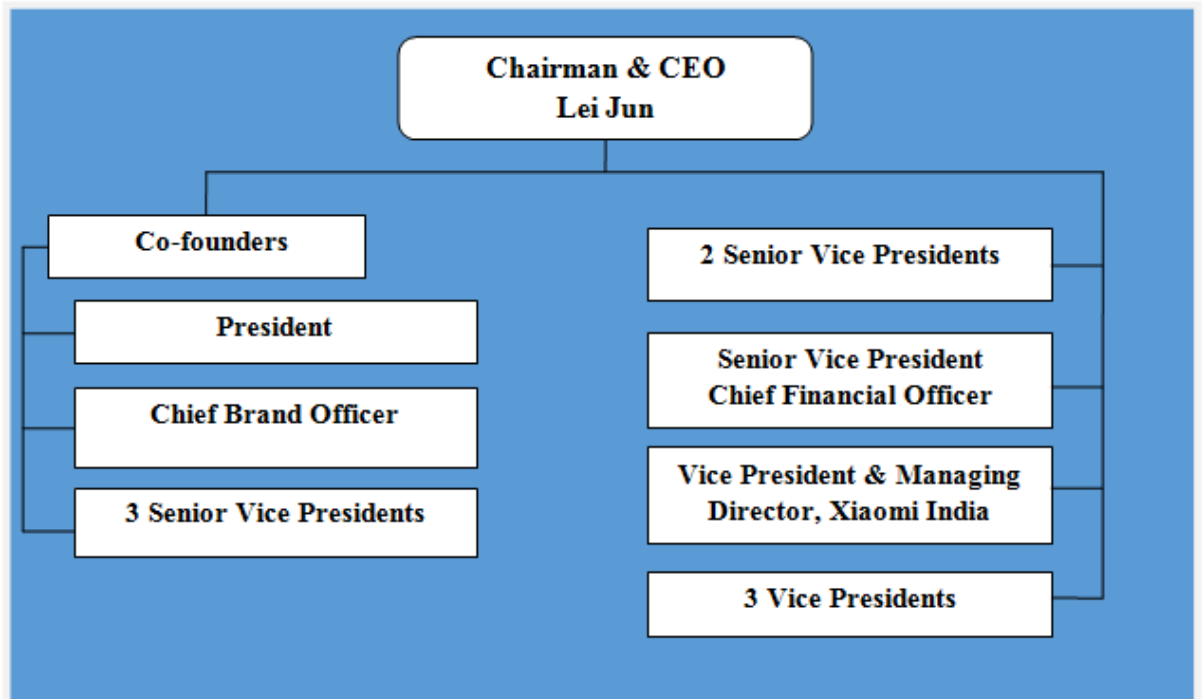 Chairman & CEO
Lei Jun
Co-founders
President
Chief Brand Officer
3 Senior Vice Presidents
2 Senior Vice Presidents
Senior Vice President
Chief Financial Officer
Vice President & Managing
Director, Xiaomi India
3 Vice Presidents